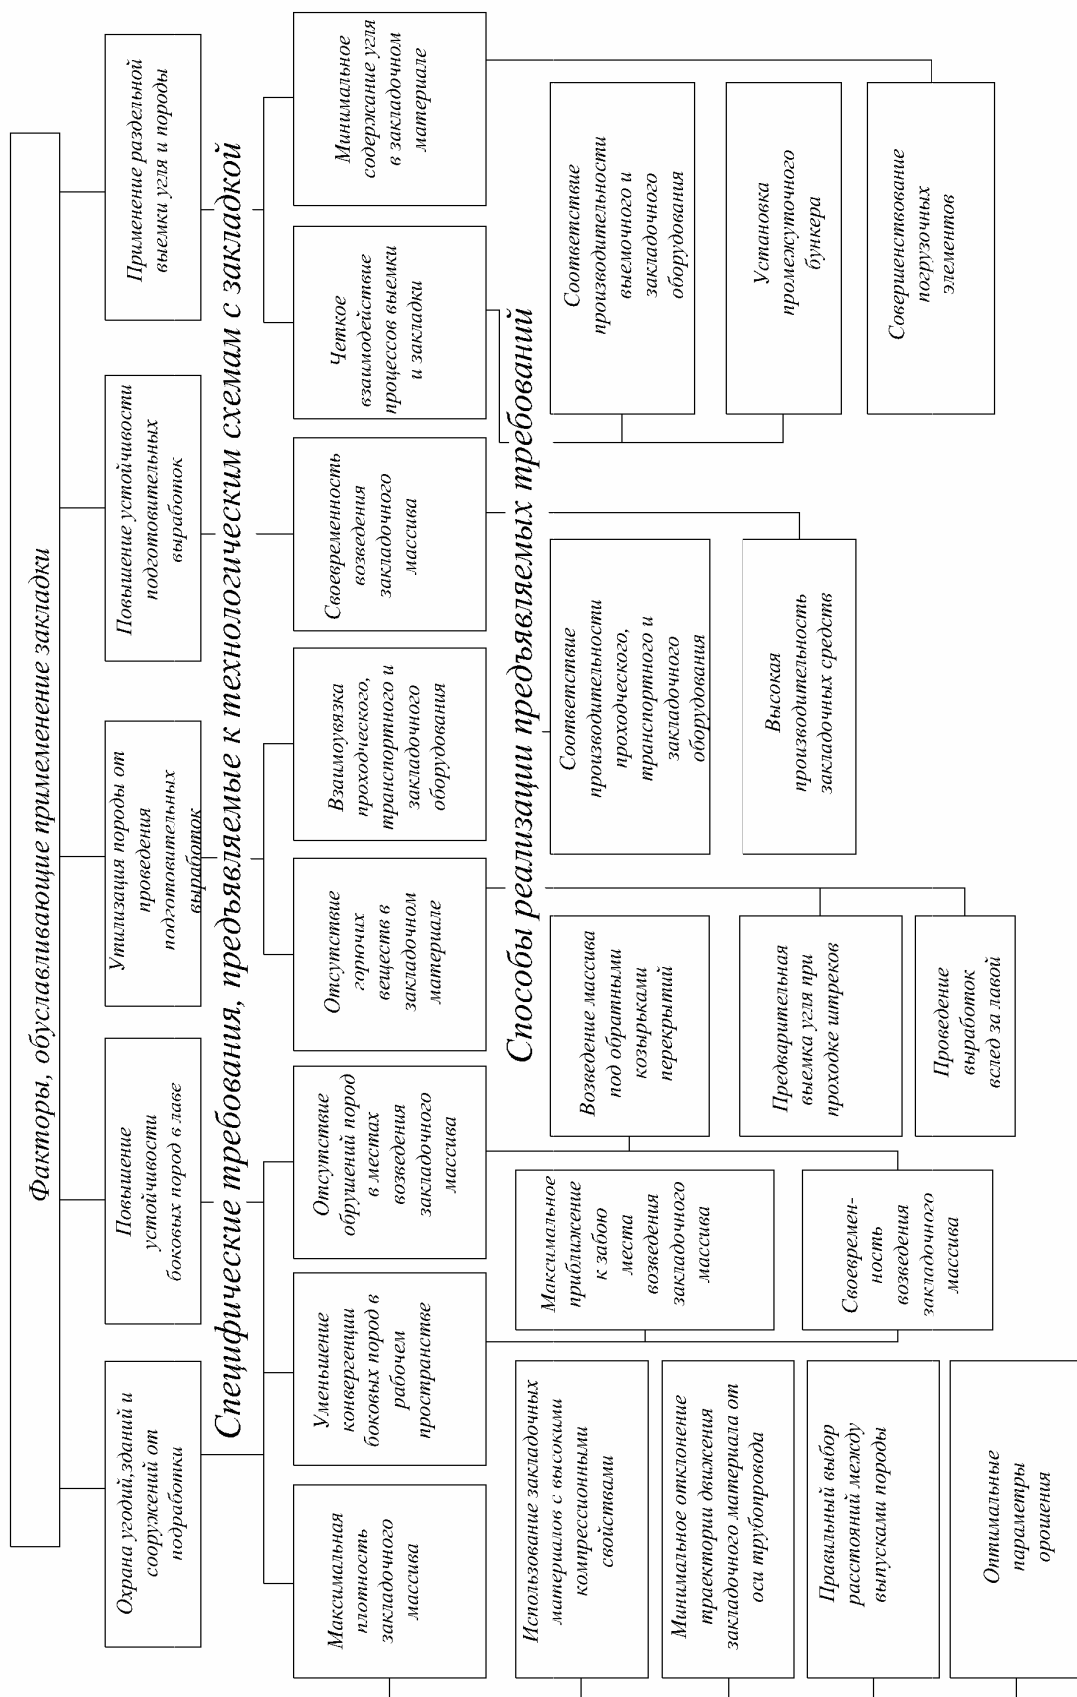 Факторы, обуславливающие применение закладки
Охрана угодий,зданий и
сооружений от
подработки
Повышение
устойчивости
боковых пород в лаве
Утилизация породы от
проведения
подготовительных
выработок
Повышение устойчивости
подготовительных
выработок
Применение раздельной
выемки угля и породы
Специфические требования, предъявляемые к технологическим схемам с закладкой
Максимальная
плотность
закладочного
массива
Уменьшение
конвергенции
боковых пород в
рабочем
пространстве
Отсутствие
обрушений пород
в местах
возведения
закладочного
массива
Отсутствие
горючих
веществ в
закладочном
материале
Взаимоувязка
проходческого,
транспортного и
закладочного
оборудования
Своевременность
возведения
закладочного
массива
Четкое
взаимодействие
процессов выемки
и закладки
Минимальное
содержание угля
в закладочном
материале
Способы реализации предъявляемых требований
Использование закладочных
материалов с высокими
компрессионными
свойствами
Минимальное отклонение
траектории движения
закладочного материала от
оси трубопровода
Правильный выбор
расстояний между
выпусками породы
Оптимальные
параметры
орошения
Максимальное
приближение
к забою
места
возведения
закладочного
массива
Своеврeмен-
ность
возведения
закладочного
массива
Возведение массива
под обратными
козырьками
перекрытий
Предварительная
выемка угля при
проходке штреков
Проведение
выработок
вслед за лавой
Соответствие
производительности
проходческого,
транспортного и
закладочного
оборудования
Высокая
производительность
закладочных средств
Соответствие
производительности
выемочного и
закладочного
оборудования
Установка
промежуточного
бункера
Совершенствование
погрузочных
элементов